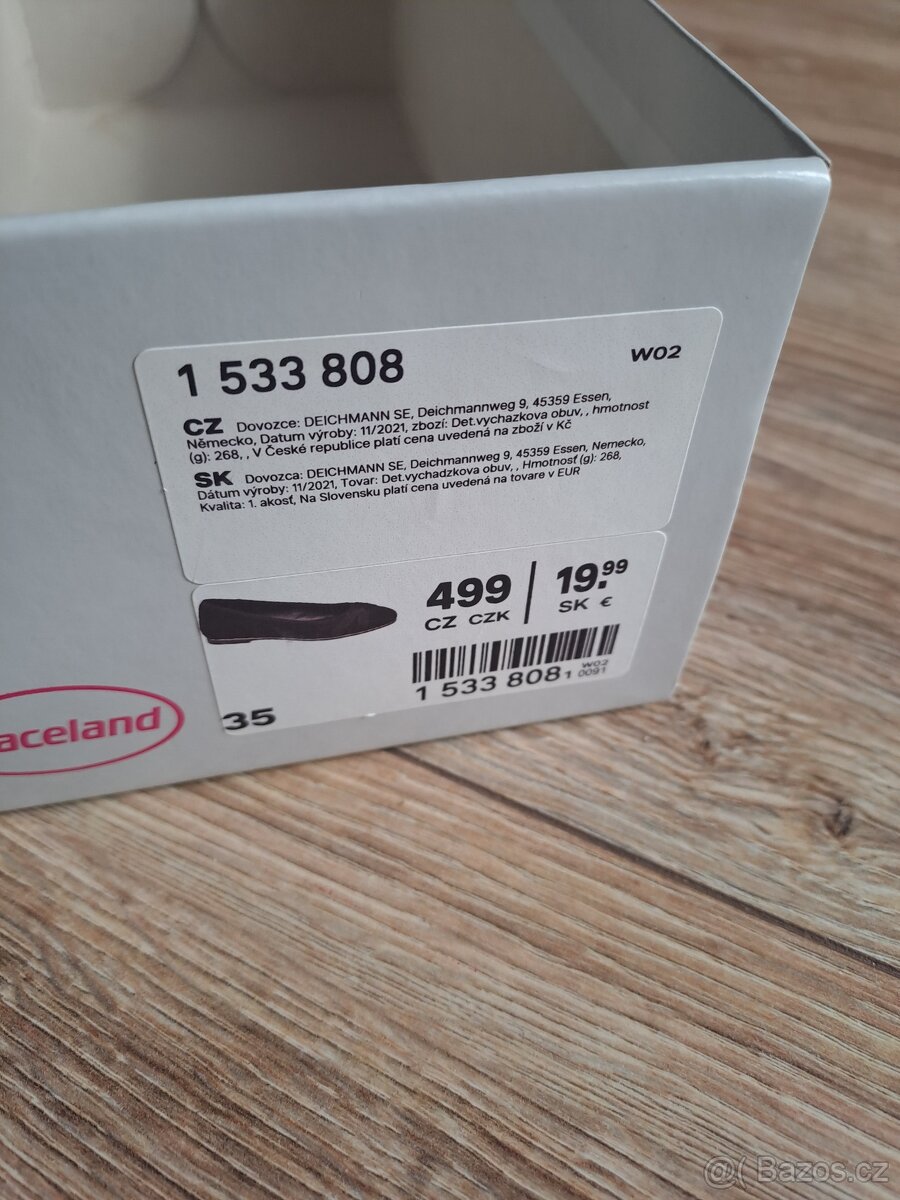 1 533 808
W02
CZ Dovozce: DEICHMANN SE, Deichmannweg 9, 45359 Essen,
Německo, Datum výroby: 11/2021, zbozí: Det.vychazkova obuv, , hmotnost
(g): 268, , V České republice platí cena uvedená na zboží v Kč
SK Dovozca: DEICHMANN SE, Deichmannweg 9, 45359 Essen, Nemecko,
Dátum výroby: 11/2021, Tovar: Det.vychadzkova obuv, , Hmotnosť (g): 268,
Kvalita: 1. akosť, Na Slovensku platí cena uvedená na tovare v EUR
499
CZ CZK
19.99
SK €
W02
1 533 808 1 0091
35
aceland
@( Bazos.cz